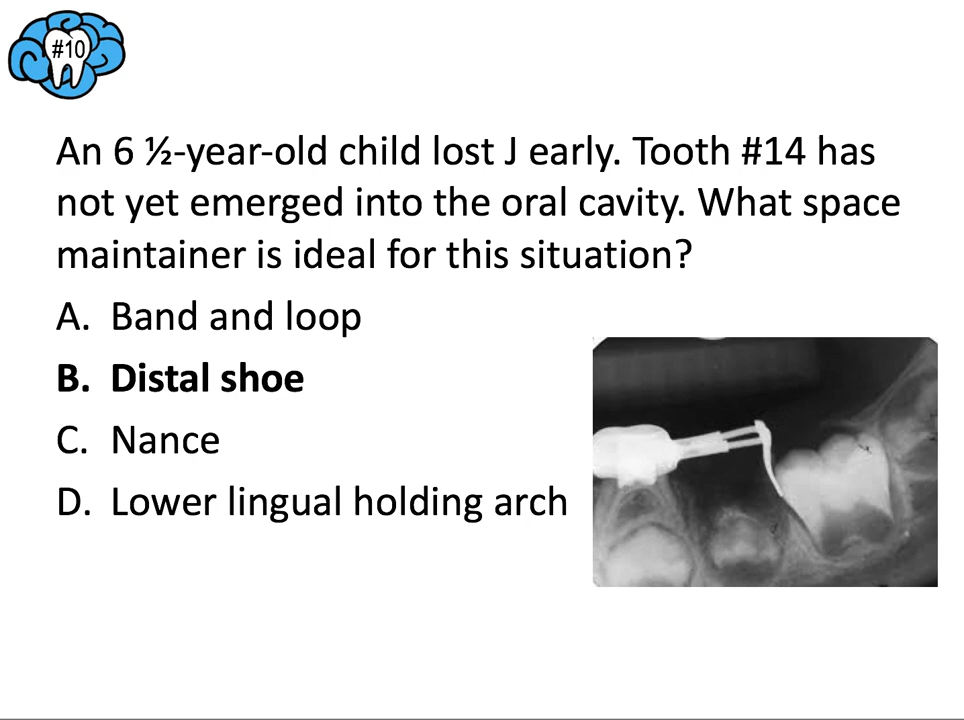 #10
An 6 ½-year-old child lost J early. Tooth #14 has
not yet emerged into the oral cavity. What space
maintainer is ideal for this situation?
A. Band and loop
B. Distal shoe
C. Nance
D. Lower lingual holding arch